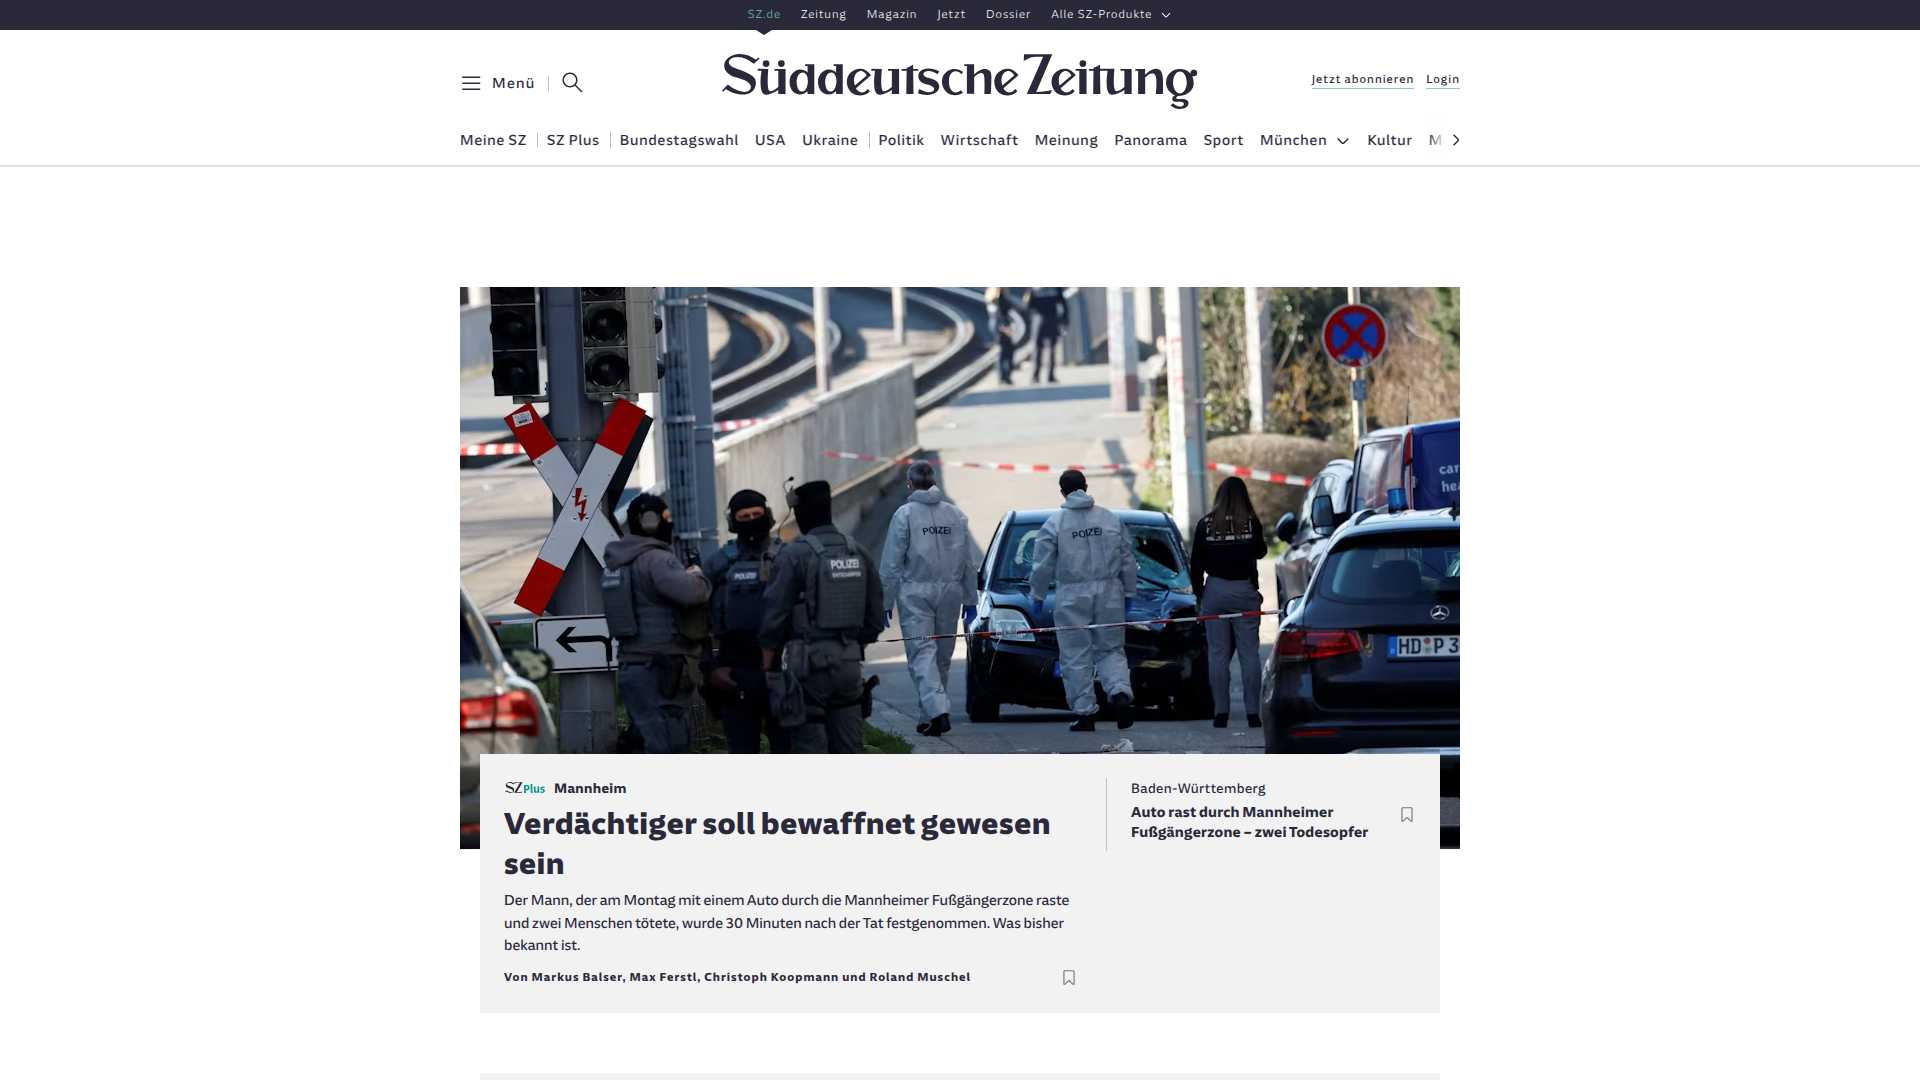 SZ.de Zeitung Magazin Jetzt Dossier Alle SZ-Produkte
Menü
Süddeutsche Zeitung
Jetzt abonnieren Login
Meine SZ SZ Plus Bundestagswahl USA Ukraine Politik Wirtschaft Meinung Panorama Sport München Kultur M
POLIZEI
POLIZEI
POLIZEI
POLIZEI
car
hea
HD P 3
SZ Plus Mannheim
Verdächtiger soll bewaffnet gewesen
sein
Der Mann, der am Montag mit einem Auto durch die Mannheimer Fußgängerzone raste
und zwei Menschen tötete, wurde 30 Minuten nach der Tat festgenommen. Was bisher
bekannt ist.
Von Markus Balser, Max Ferstl, Christoph Koopmann und Roland Muschel
Baden-Württemberg
Auto rast durch Mannheimer
Fußgängerzone – zwei Todesopfer